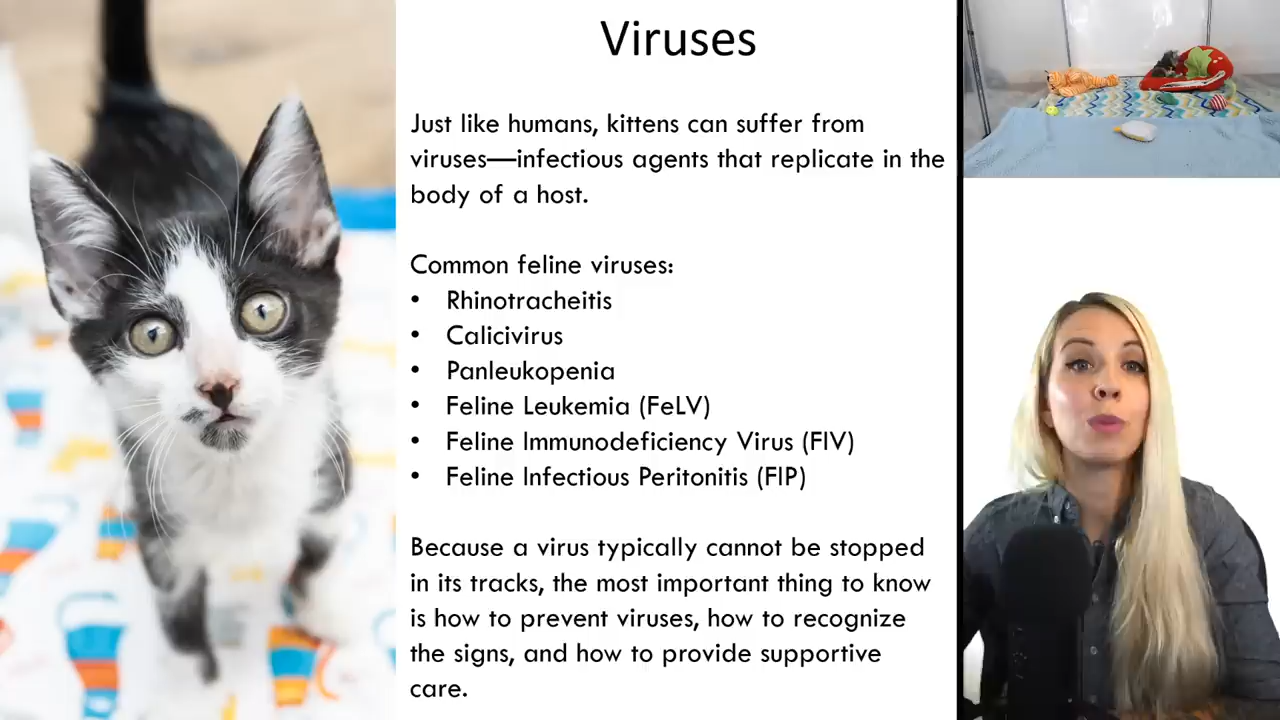 Viruses
Just like humans, kittens can suffer from
viruses—infectious agents that replicate in the
body of a host.
Common feline viruses:
• Rhinotracheitis
• Calicivirus
• Panleukopenia
• Feline Leukemia (FeLV)
• Feline Immunodeficiency Virus (FIV)
• Feline Infectious Peritonitis (FIP)
Because a virus typically cannot be stopped
in its tracks, the most important thing to know
is how to prevent viruses, how to recognize
the signs, and how to provide supportive
care.